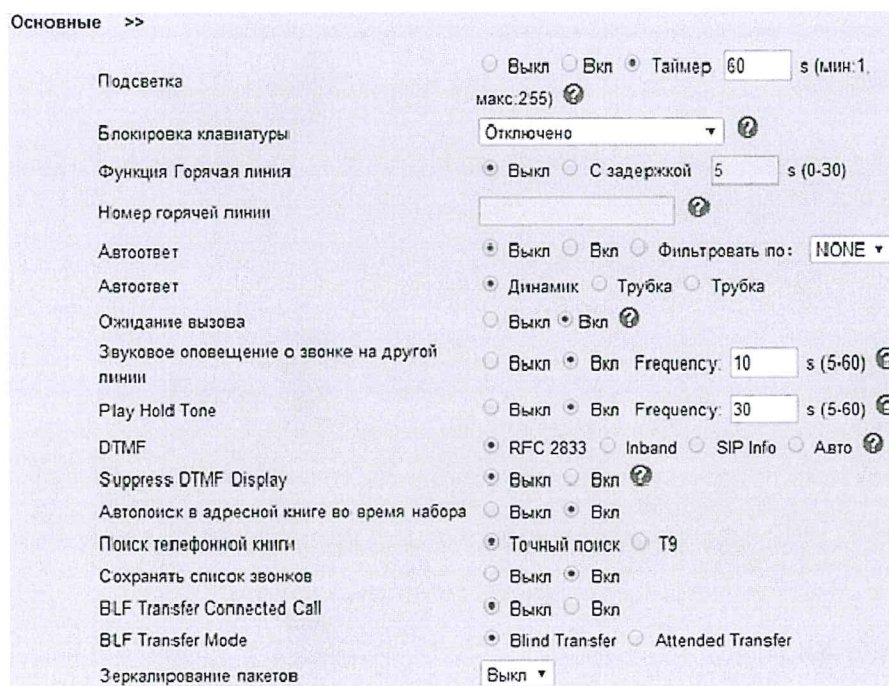 Основные >>
Подсветка Выкл Вкл Таймер 60 s (мин:1,
макс:255)
Блокировка клавиатуры Отключено
Функция Горячая линия Выкл С задержкой 5 s (0-30)
Номер горячей линии
Автоответ Выкл Вкл Фильтровать по: NONE
Автоответ Динамик Трубка Трубка
Ожидание вызова Выкл Вкл
Звуковое оповещение о звонке на другой
линии Выкл Вкл Frequency: 10 s (5-60)
Play Hold Tone Выкл Вкл Frequency: 30 s (5-60)
DTMF RFC 2833 Inband SIP Info Авто
Suppress DTMF Display Выкл Вкл
Автопоиск в адресной книге во время набора Выкл Вкл
Поиск телефонной книги Точный поиск T9
Сохранять список звонков Выкл Вкл
BLF Transfer Connected Call Выкл Вкл
BLF Transfer Mode Blind Transfer Attended Transfer
Зеркалирование пакетов Выкл